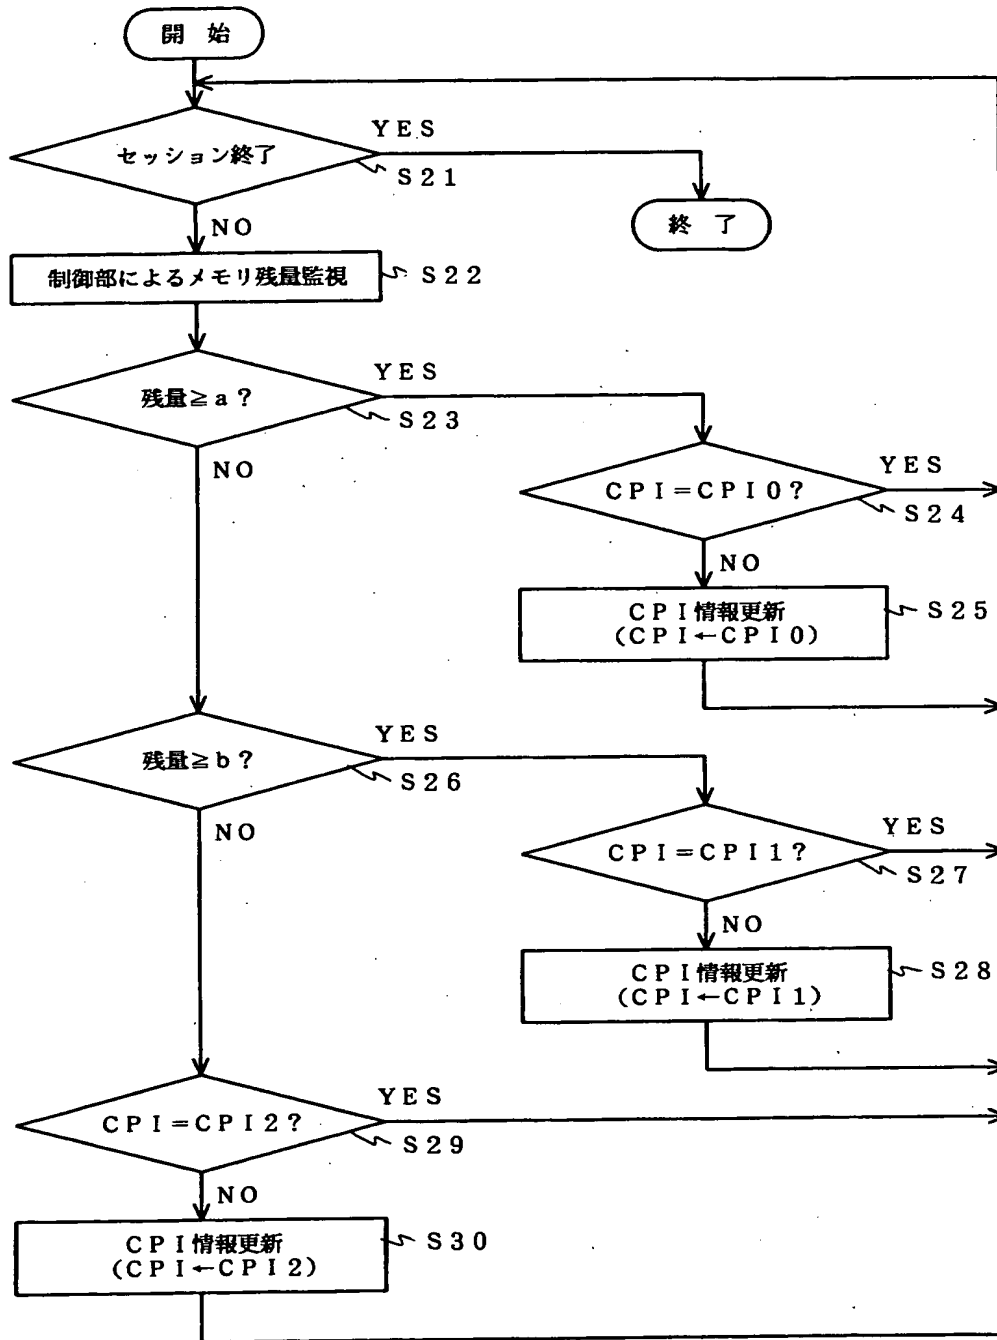 開 始
セッション終了
YES
S21
終 了
NO
制御部によるメモリ残量監視
S22
残量≧a?
YES
S23
NO
CPI=CPI0?
YES
S24
NO
CPI情報更新
(CPI←CPI0)
S25
残量≧b?
YES
S26
NO
CPI=CPI1?
YES
S27
NO
CPI情報更新
(CPI←CPI1)
S28
CPI=CPI2?
YES
S29
NO
CPI情報更新
(CPI←CPI2)
S30